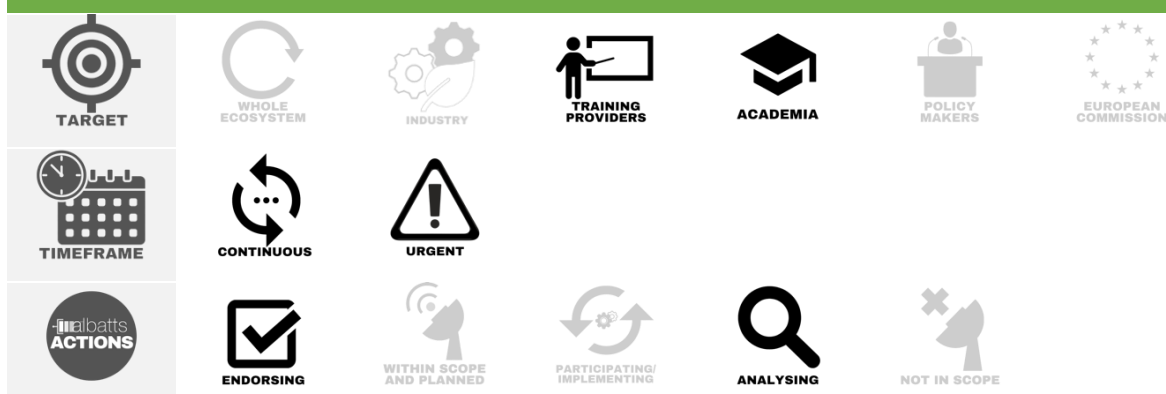 TARGET
WHOLE
ECOSYSTEM
INDUSTRY
TRAINING
PROVIDERS
ACADEMIA
POLICY
MAKERS
EUROPEAN
COMMISSION
TIMEFRAME
CONTINUOUS
URGENT
albatts
ACTIONS
ENDORSING
WITHIN SCOPE
AND PLANNED
PARTICIPATING/
IMPLEMENTING
ANALYSING
NOT IN SCOPE